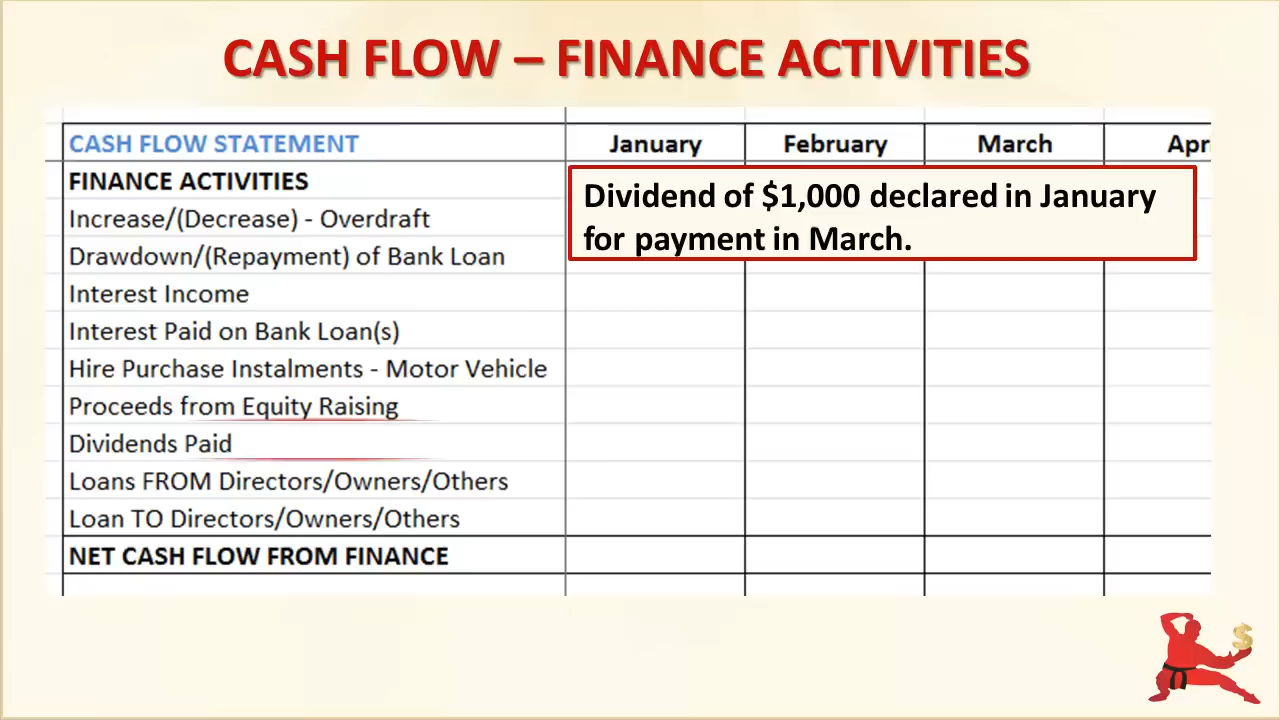 CASH FLOW – FINANCE ACTIVITIES
CASH FLOW STATEMENT January February March Apr
FINANCE ACTIVITIES
Dividend of $1,000 declared in January
for payment in March.
Increase/(Decrease) - Overdraft
Drawdown/(Repayment) of Bank Loan
Interest Income
Interest Paid on Bank Loan(s)
Hire Purchase Instalments - Motor Vehicle
Proceeds from Equity Raising
Dividends Paid
Loans FROM Directors/Owners/Others
Loan TO Directors/Owners/Others
NET CASH FLOW FROM FINANCE
$